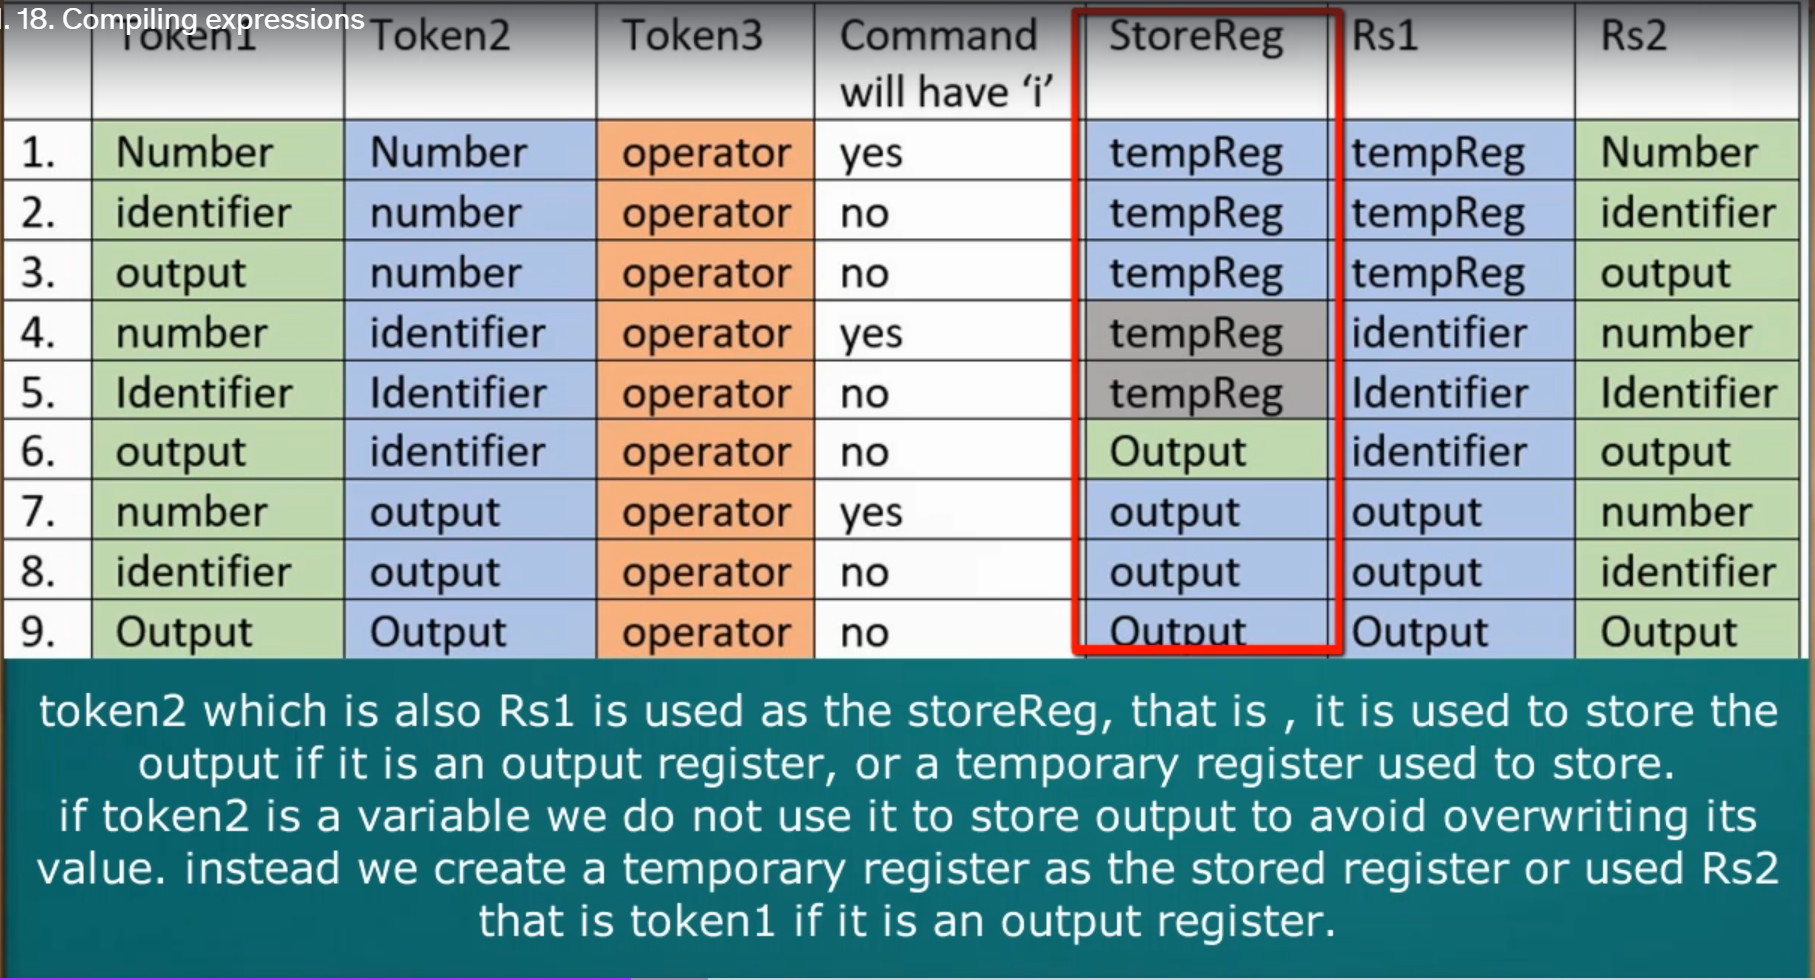 . 18. Compiling expressions
Token1 Token2 Token3 Command will have ‘i’ StoreReg Rs1 Rs2
1. Number Number operator yes tempReg tempReg Number
2. identifier number operator no tempReg tempReg identifier
3. output number operator no tempReg tempReg output
4. number identifier operator yes tempReg identifier number
5. Identifier Identifier operator no tempReg Identifier Identifier
6. output identifier operator no Output identifier output
7. number output operator yes output output number
8. identifier output operator no output output identifier
9. Output Output operator no Output Output Output
token2 which is also Rs1 is used as the storeReg, that is , it is used to store the
output if it is an output register, or a temporary register used to store.
if token2 is a variable we do not use it to store output to avoid overwriting its
value. instead we create a temporary register as the stored register or used Rs2
that is token1 if it is an output register.